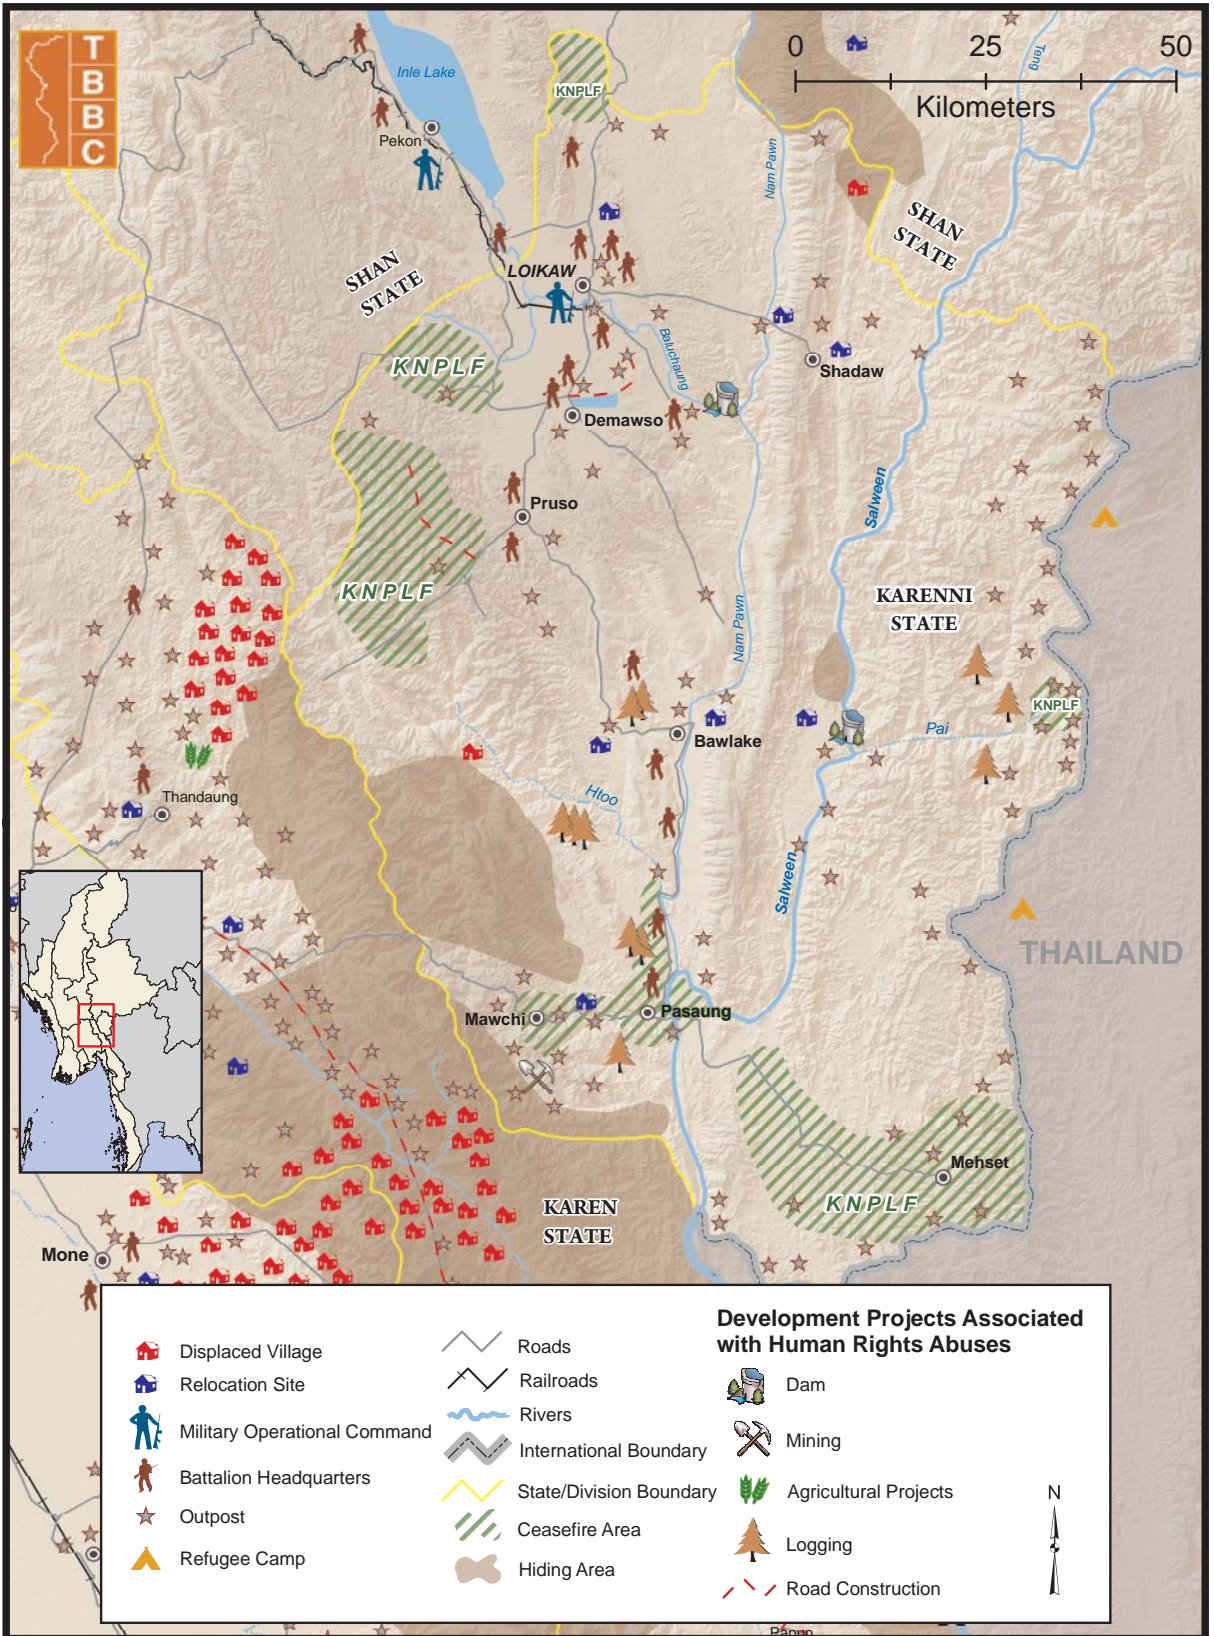 T
B
B
C
0 25 50
Kilometers
Teng
Inle Lake
KNPLF
Pekon
Nam Pawn
SHAN
STATE
SHAN
STATE
LOIKAW
Baluchaung
KNPLF
Shadaw
Demawso
Salween
Pruso
KNPLF
KARENNI
STATE
Nam Pawn
KNPLF
Pai
Bawlake
Htoo
Thandaung
Salween
THAILAND
Mawchi
Pasaung
Mehset
KNPLF
KAREN
STATE
Mone
Displaced Village
Relocation Site
Military Operational Command
Battalion Headquarters
Outpost
Refugee Camp
Roads
Railroads
Rivers
International Boundary
State/Division Boundary
Ceasefire Area
Hiding Area
Development Projects Associated
with Human Rights Abuses
Dam
Mining
Agricultural Projects
Logging
Road Construction
N
Papun